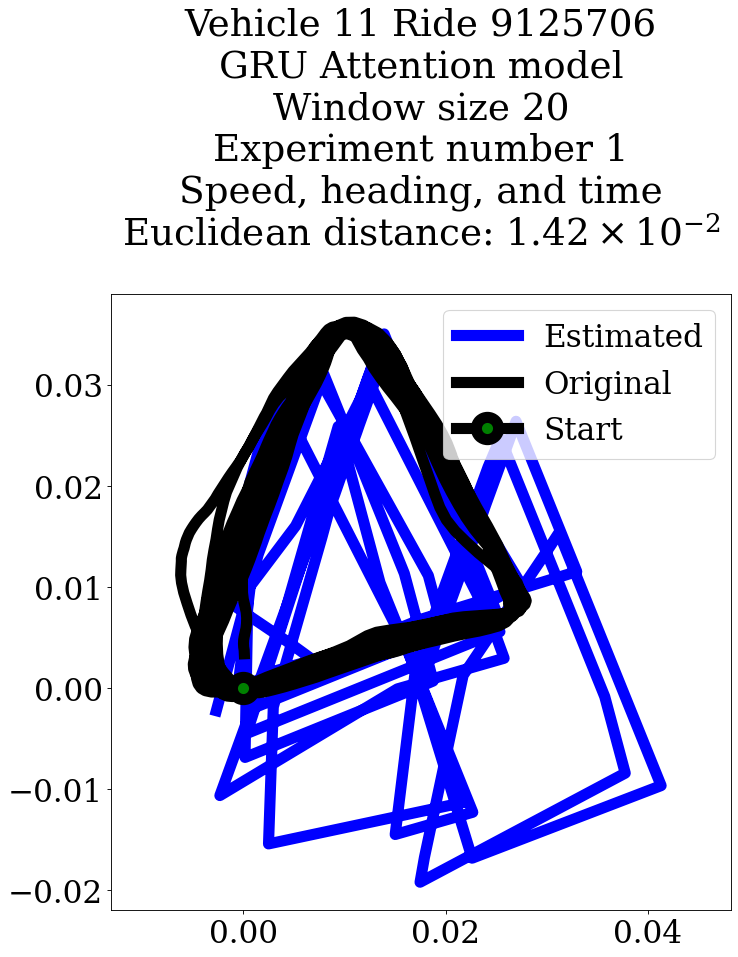 Vehicle 11 Ride 9125706
GRU Attention model
Window size 20
Experiment number 1
Speed, heading, and time
Euclidean distance: 1.42 × 10⁻²
Estimated
Original
Start
0.03
0.02
0.01
0.00
−0.01
−0.02
0.00 0.02 0.04